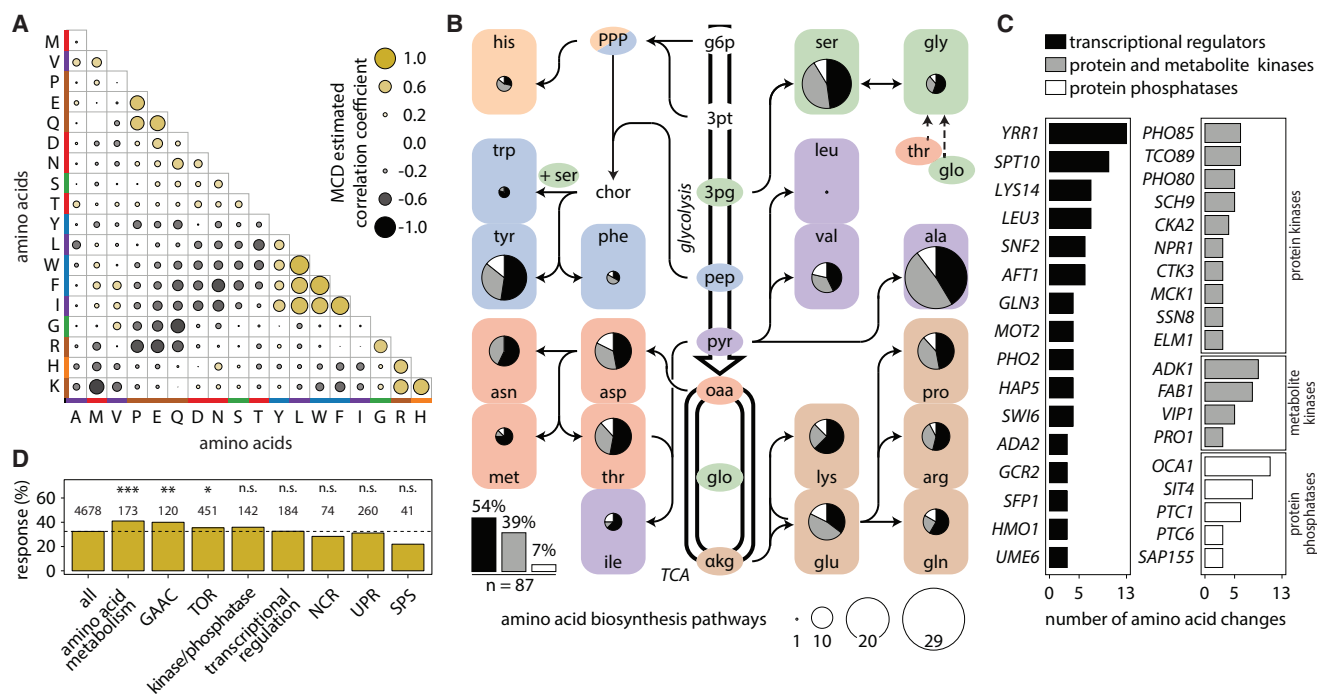 A
M
V
P
E
Q
D
N
S
T
Y
L
W
F
I
G
R
H
K
amino acids
A M V P E Q D N S T Y L W F I G R H
amino acids
MCD estimated
correlation coefficient
1.0
0.6
0.2
0.0
-0.2
-0.6
-1.0
B
his
PPP
g6p
ser
gly
3pt
thr
glo
trp
+ ser
chor
glycolysis
3pg
leu
tyr
phe
pep
val
ala
pyr
asn
asp
oaa
pro
met
thr
glo
lys
arg
ile
TCA
αkg
glu
gln
54%
39%
7%
n = 87
amino acid biosynthesis pathways
1
10
20
29
C
transcriptional regulators
protein and metabolite kinases
protein phosphatases
YRR1
SPT10
LYS14
LEU3
SNF2
AFT1
GLN3
MOT2
PHO2
HAP5
SWI6
ADA2
GCR2
SFP1
HMO1
UME6
0 5 13
PHO85
TCO89
PHO80
SCH9
CKA2
NPR1
CTK3
MCK1
SSN8
ELM1
protein kinases
ADK1
FAB1
VIP1
PRO1
metabolite
kinases
OCA1
SIT4
PTC1
PTC6
SAP155
protein
phosphatases
0 5 13
number of amino acid changes
D
response (%)
60
40
20
0
*** ** * n.s. n.s. n.s. n.s. n.s.
4678 173 120 451 142 184 74 260 41
all
amino acid
metabolism
GAAC
TOR
kinase/phosphatase
transcriptional
regulation
NCR
UPR
SPS